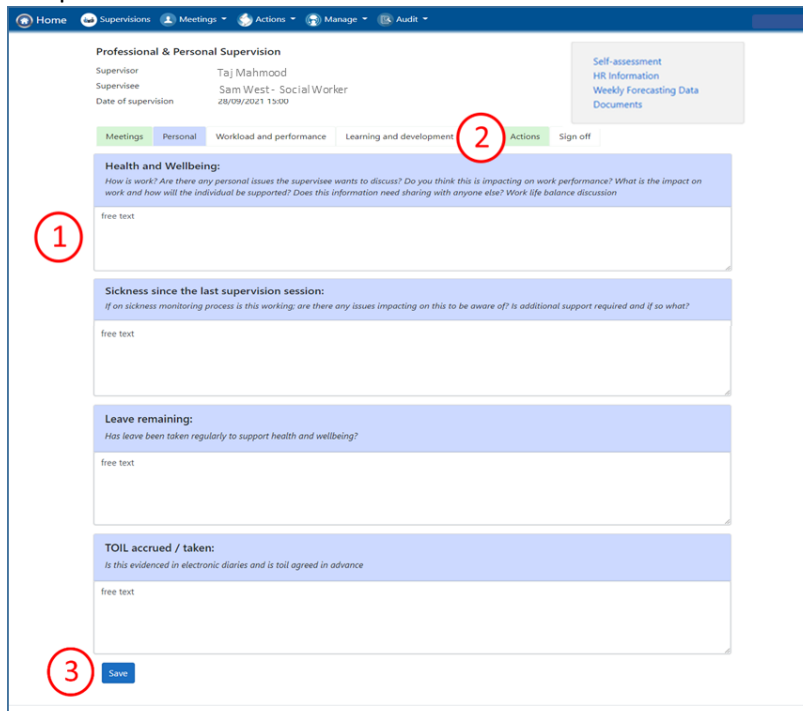 Home Supervisions Meetings Actions Manage Audit
Professional & Personal Supervision
Supervisor Taj Mahmood
Supervisee Sam West - Social Worker
Date of supervision 28/09/2021 15:00
Self-assessment
HR Information
Weekly Forecasting Data
Documents
Meetings Personal Workload and performance Learning and development 2 Actions Sign off
Health and Wellbeing:
How is work? Are there any personal issues the supervisee wants to discuss? Do you think this is impacting on work performance? What is the impact on
work and how will the individual be supported? Does this information need sharing with anyone else? Work life balance discussion
free text
1
Sickness since the last supervision session:
If on sickness monitoring process is this working; are there any issues impacting on this to be aware of? Is additional support required and if so what?
free text
Leave remaining:
Has leave been taken regularly to support health and wellbeing?
free text
TOIL accrued / taken:
Is this evidenced in electronic diaries and is toil agreed in advance
free text
3 Save